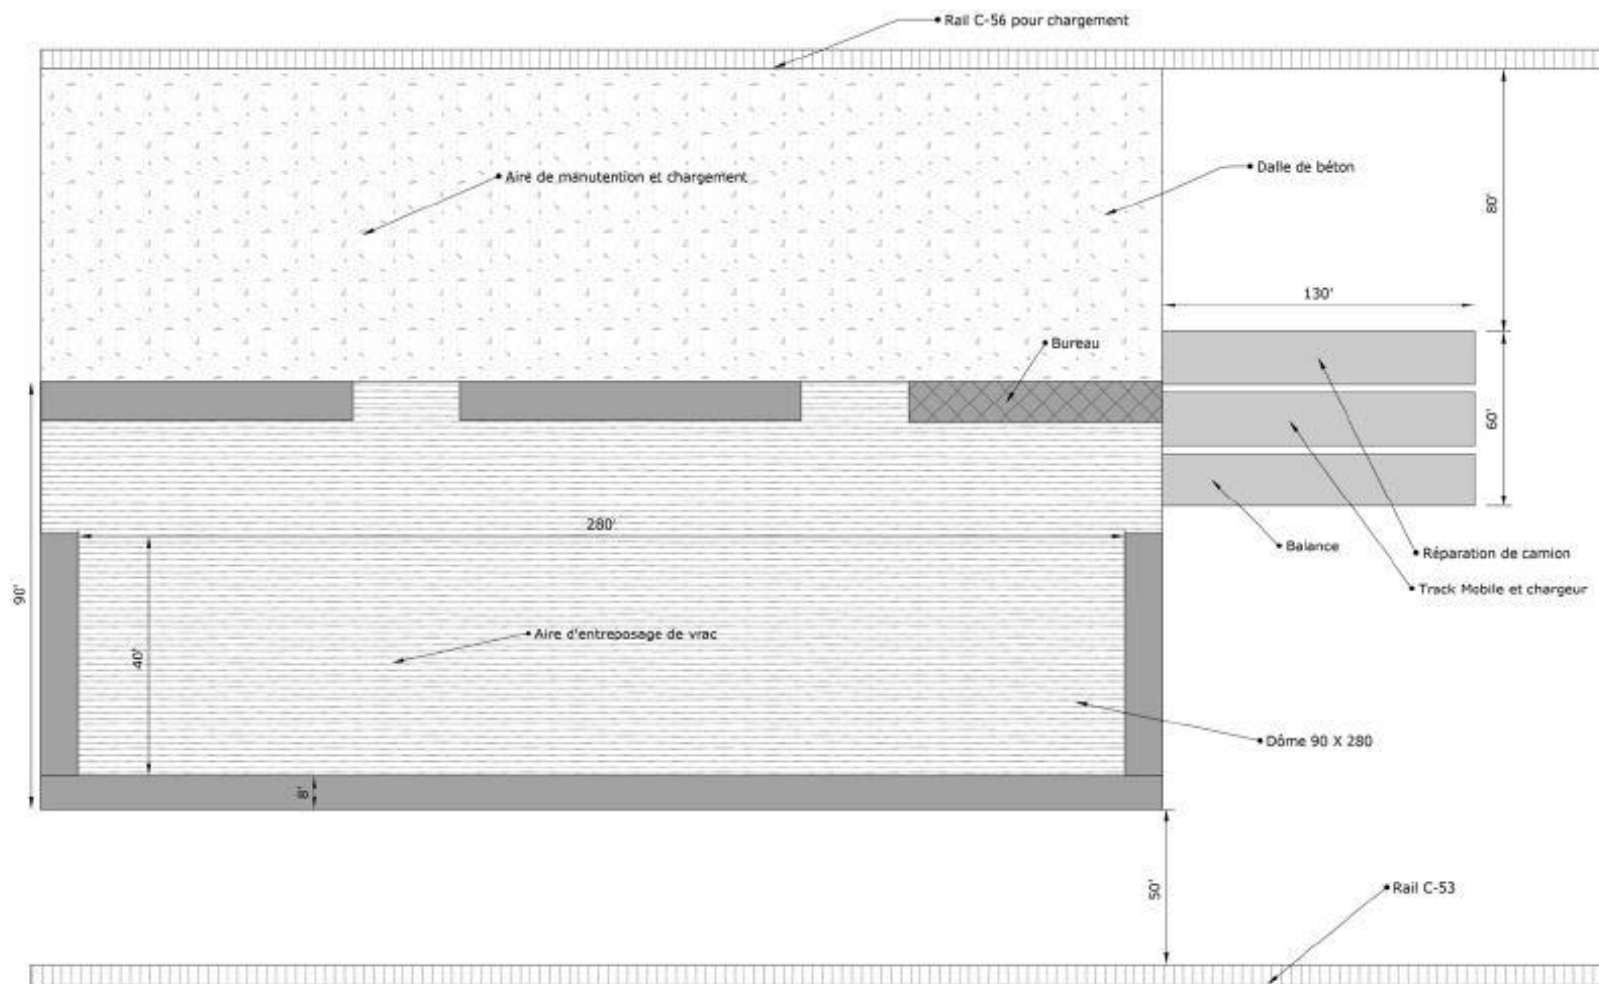 Rail C-56 pour chargement
Aire de manutention et chargement
Dalle de béton
80'
130'
Bureau
60'
280'
Balance
Réparation de camion
Track Mobile et chargeur
90'
40'
Aire d'entreposage de vrac
Dôme 90 X 280
8'
50'
Rail C-53